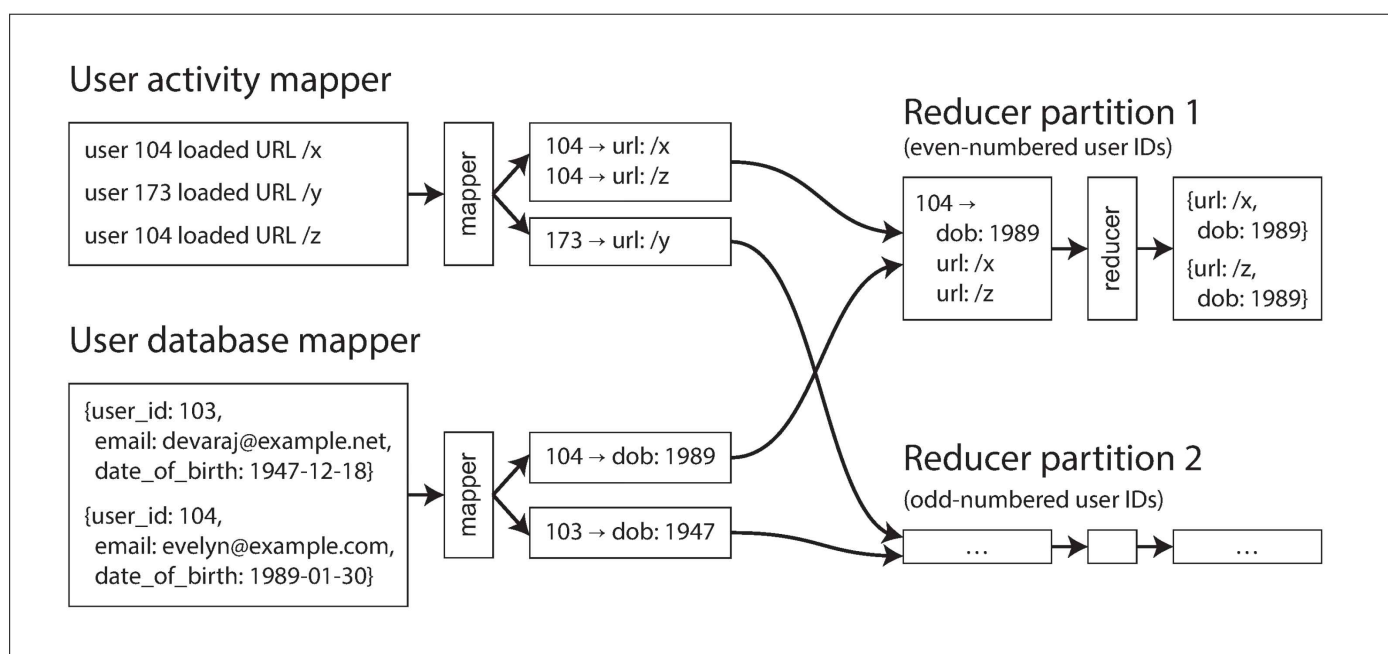 User activity mapper
user 104 loaded URL /x
user 173 loaded URL /y
user 104 loaded URL /z
mapper
104 → url: /x
104 → url: /z
173 → url: /y
User database mapper
{user_id: 103,
email: devaraj@example.net,
date_of_birth: 1947-12-18}
{user_id: 104,
email: evelyn@example.com,
date_of_birth: 1989-01-30}
mapper
104 → dob: 1989
103 → dob: 1947
Reducer partition 1
(even-numbered user IDs)
104 →
dob: 1989
url: /x
url: /z
reducer
{url: /x,
dob: 1989}
{url: /z,
dob: 1989}
Reducer partition 2
(odd-numbered user IDs)
...
...